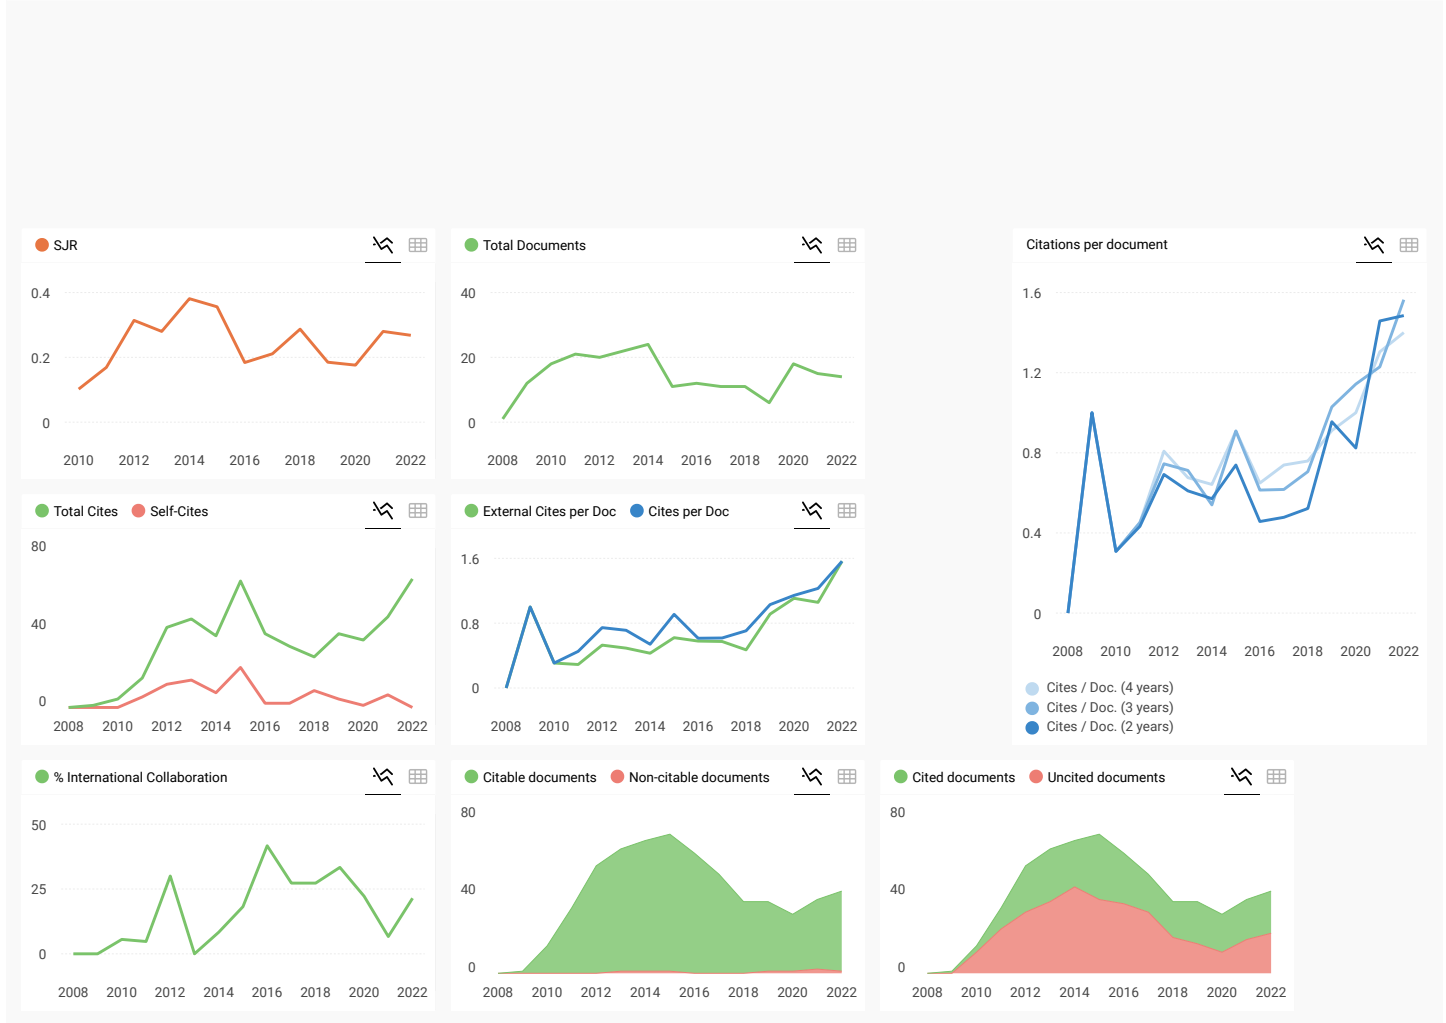 SJR
0.4
0.2
0
2010 2012 2014 2016 2018 2020 2022
Total Documents
40
20
0
2008 2010 2012 2014 2016 2018 2020 2022
Citations per document
1.6
1.2
0.8
0.4
0
2008 2010 2012 2014 2016 2018 2020 2022
Cites / Doc. (4 years)
Cites / Doc. (3 years)
Cites / Doc. (2 years)
Total Cites Self-Cites
80
40
0
2008 2010 2012 2014 2016 2018 2020 2022
External Cites per Doc Cites per Doc
1.6
0.8
0
2008 2010 2012 2014 2016 2018 2020 2022
% International Collaboration
50
25
0
2008 2010 2012 2014 2016 2018 2020 2022
Citable documents Non-citable documents
80
40
0
2008 2010 2012 2014 2016 2018 2020 2022
Cited documents Uncited documents
80
40
0
2008 2010 2012 2014 2016 2018 2020 2022